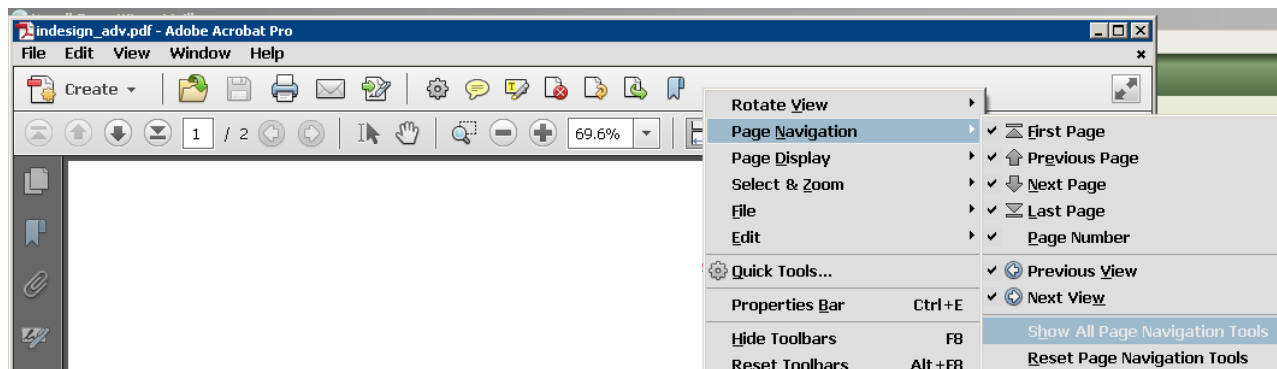 indesign_adv.pdf - Adobe Acrobat Pro
File Edit View Window Help
Create
1 / 2 69.6%
Rotate View
Page Navigation
Page Display
Select & Zoom
File
Edit
Quick Tools...
Properties Bar Ctrl+E
Hide Toolbars F8
Reset Toolbars Alt+F8
First Page
Previous Page
Next Page
Last Page
Page Number
Previous View
Next View
Show All Page Navigation Tools
Reset Page Navigation Tools